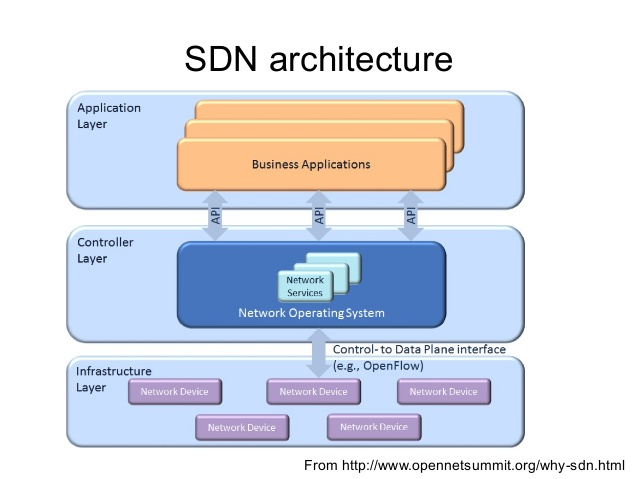 SDN architecture
Application
Layer
Business Applications
API
API
API
Controller
Layer
Network
Services
Network Operating System
Control- to Data Plane interface
(e.g., OpenFlow)
Infrastructure
Layer
Network Device
Network Device
Network Device
Network Device
Network Device
From http://www.opennetsummit.org/why-sdn.html